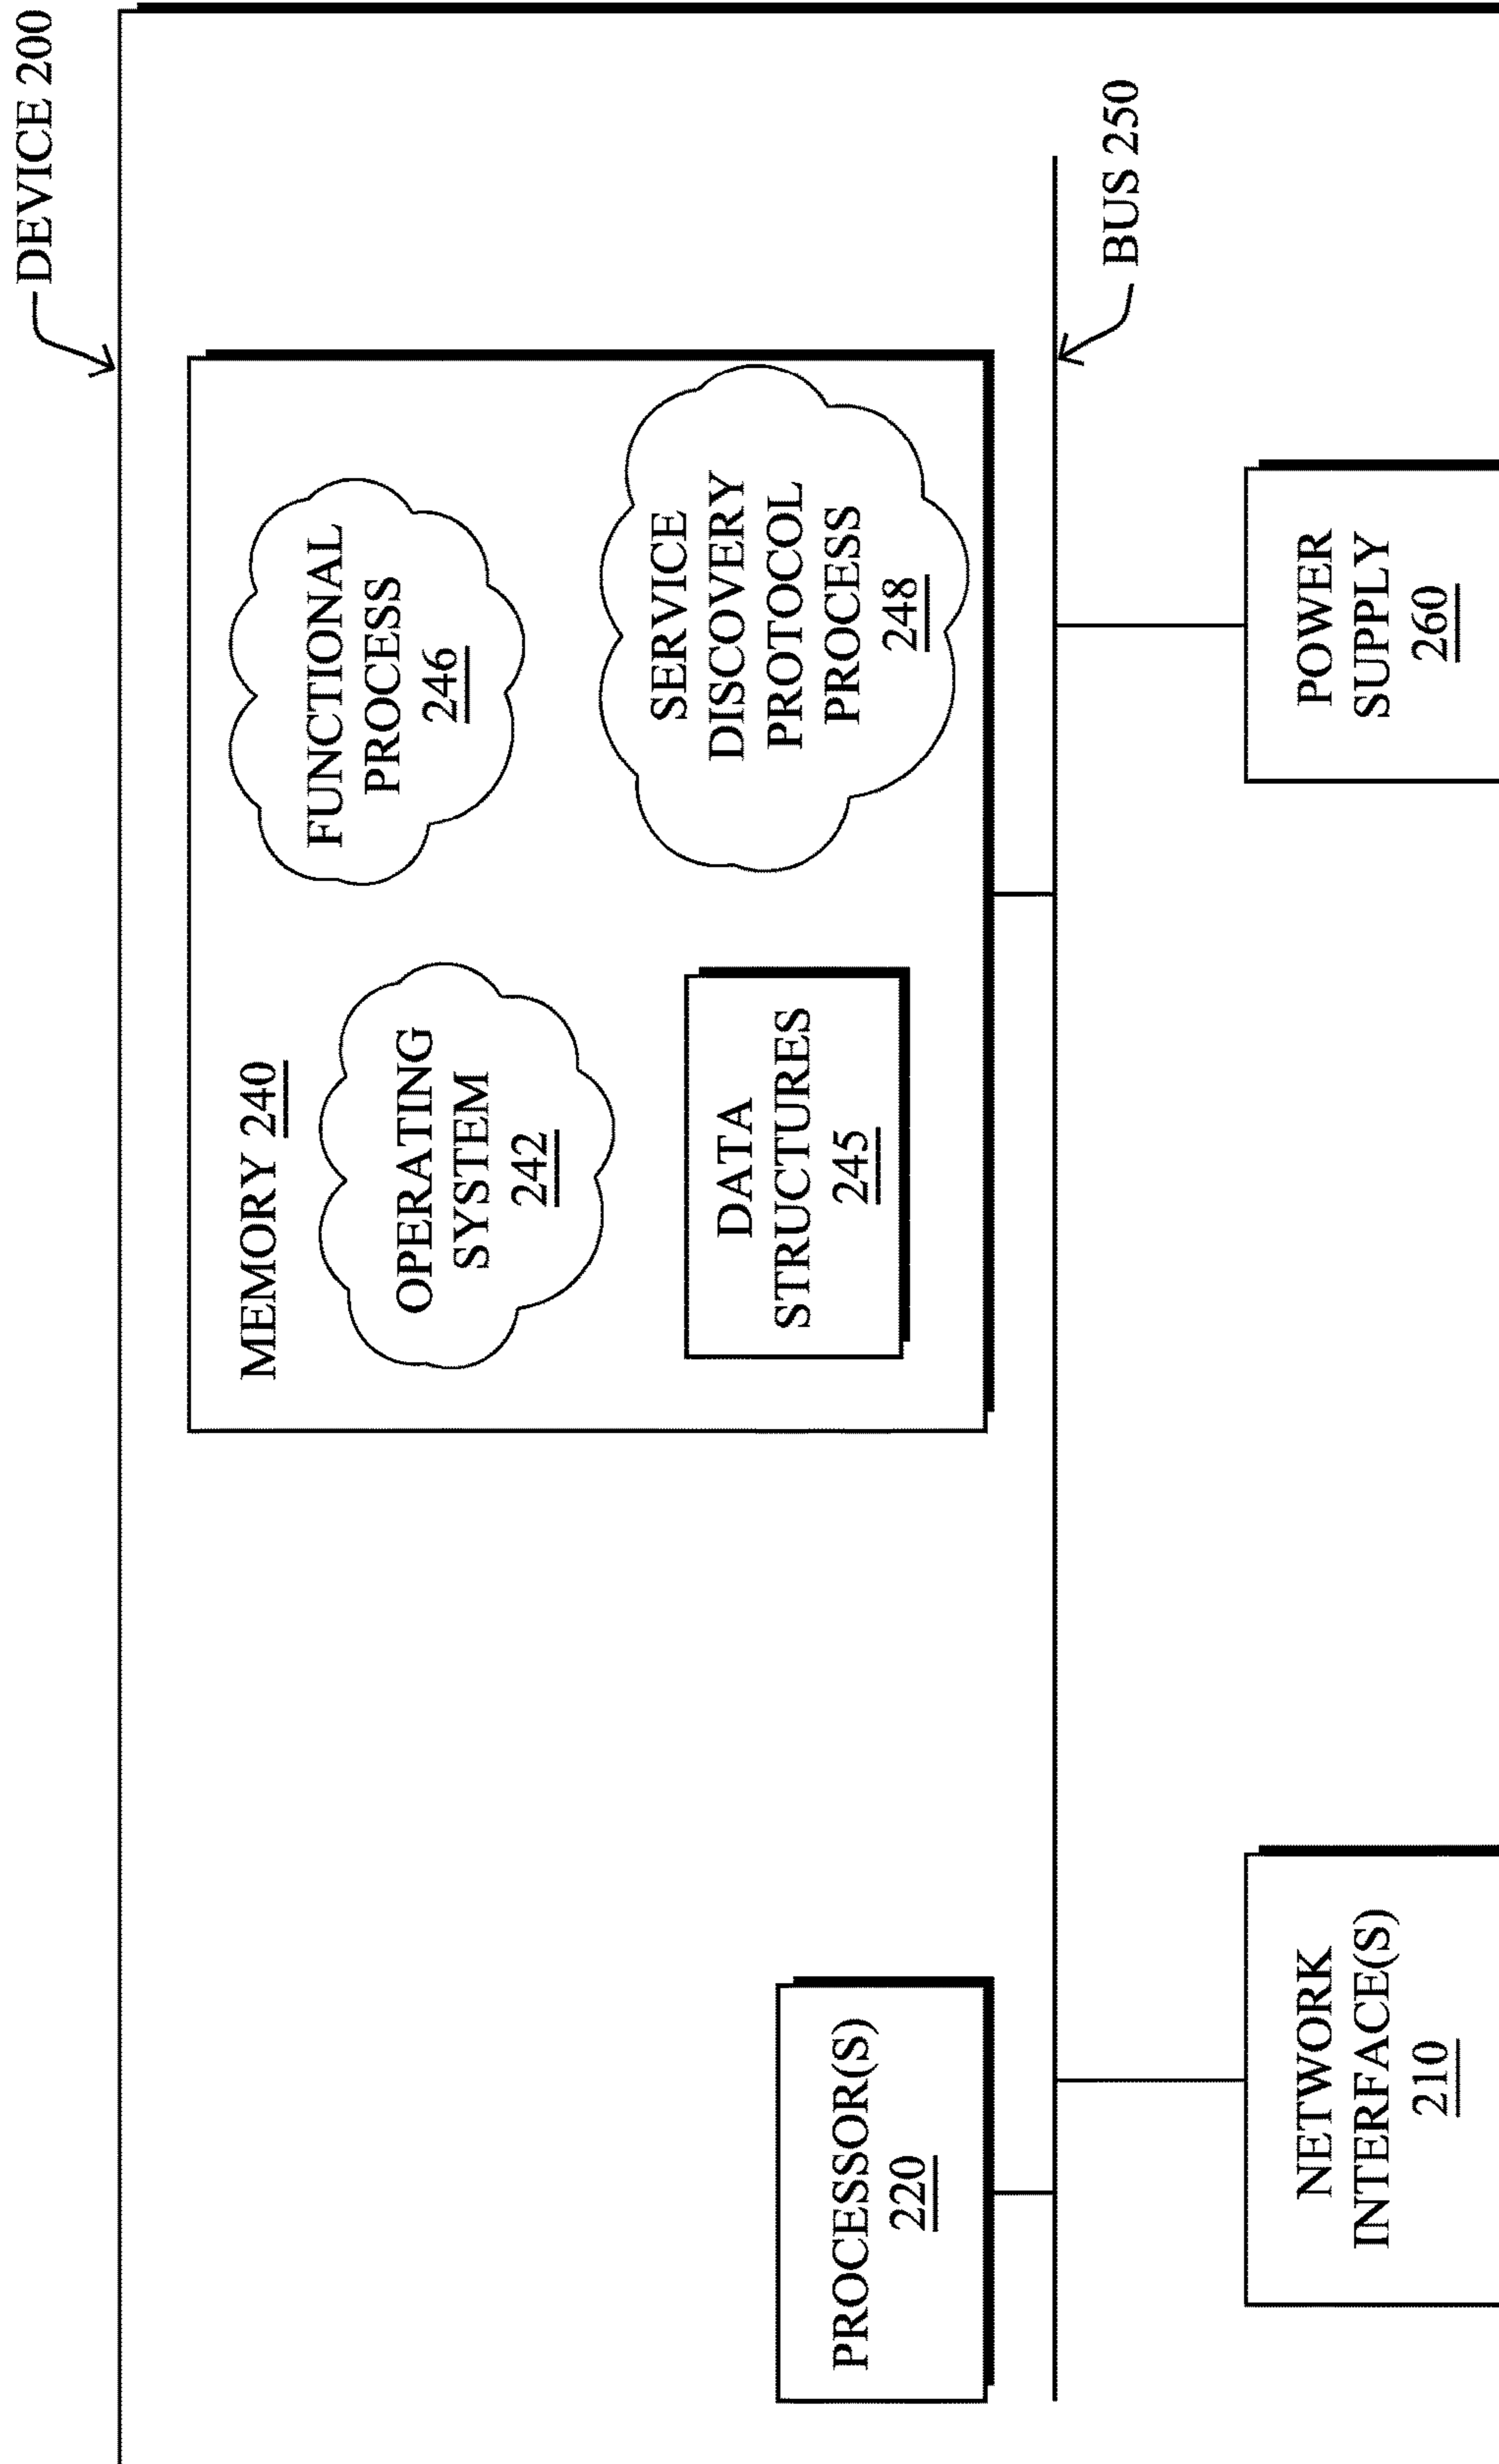 DEVICE 200
MEMORY 240
OPERATING
SYSTEM
242
FUNCTIONAL
PROCESS
246
DATA
STRUCTURES
245
SERVICE
DISCOVERY
PROTOCOL
PROCESS
248
PROCESSOR(S)
220
BUS 250
NETWORK
INTERFACE(S)
210
POWER
SUPPLY
260